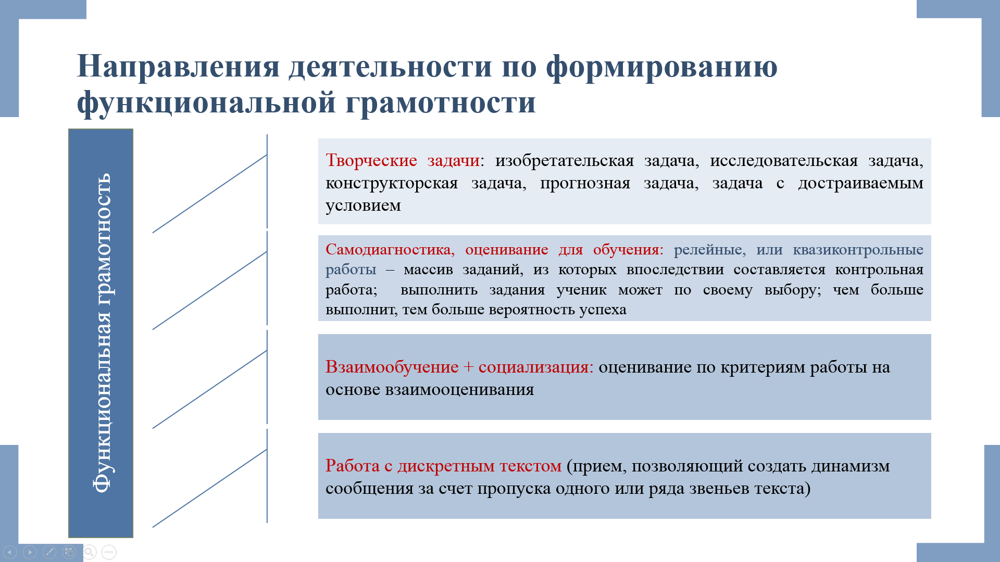 Направления деятельности по формированию
функциональной грамотности
Функциональная грамотность
Творческие задачи: изобретательская задача, исследовательская задача,
конструкторская задача, прогнозная задача, задача с достраиваемым
условием
Самодиагностика, оценивание для обучения: релейные, или квазиконтрольные
работы – массив заданий, из которых впоследствии составляется контрольная
работа; выполнить задания ученик может по своему выбору; чем больше
выполнит, тем больше вероятность успеха
Взаимообучение + социализация: оценивание по критериям работы на
основе взаимооценивания
Работа с дискретным текстом (прием, позволяющий создать динамизм
сообщения за счет пропуска одного или ряда звеньев текста)